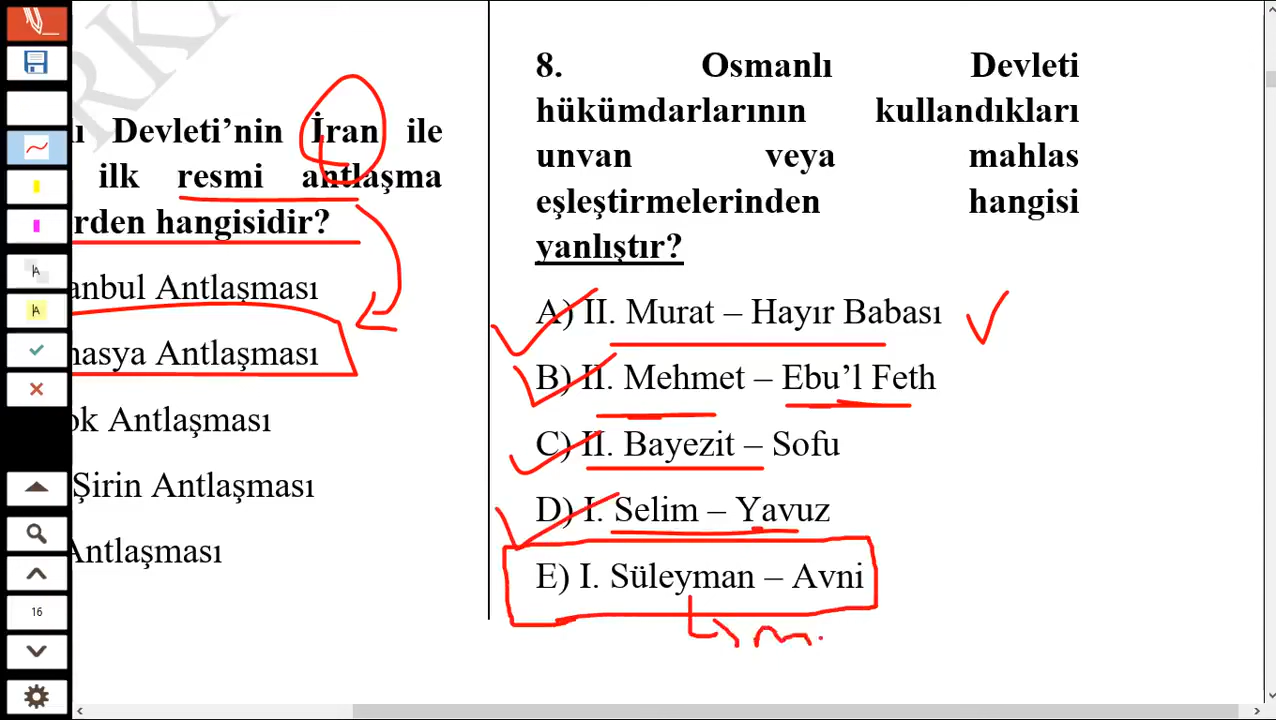 RKA
ı Devleti’nin İran ile
ilk resmi antlaşma
rden hangisidir?
anbul Antlaşması
nasya Antlaşması
ok Antlaşması
Şirin Antlaşması
Antlaşması
8. Osmanlı Devleti
hükümdarlarının kullandıkları
unvan veya mahlas
eşleştirmelerinden hangisi
yanlıştır?
A) II. Murat – Hayır Babası
B) II. Mehmet – Ebu’l Feth
C) II. Bayezit – Sofu
D) I. Selim – Yavuz
E) I. Süleyman – Avni
16